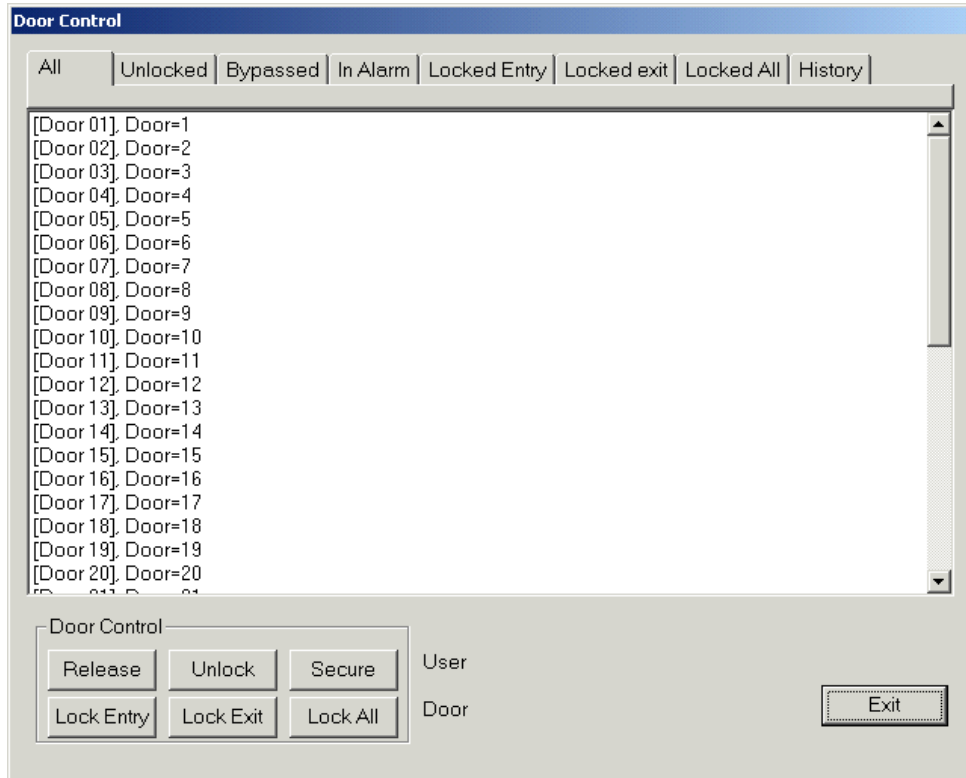 Door Control
All Unlocked Bypassed In Alarm Locked Entry Locked exit Locked All History
[Door 01], Door=1
[Door 02], Door=2
[Door 03], Door=3
[Door 04], Door=4
[Door 05], Door=5
[Door 06], Door=6
[Door 07], Door=7
[Door 08], Door=8
[Door 09], Door=9
[Door 10], Door=10
[Door 11], Door=11
[Door 12], Door=12
[Door 13], Door=13
[Door 14], Door=14
[Door 15], Door=15
[Door 16], Door=16
[Door 17], Door=17
[Door 18], Door=18
[Door 19], Door=19
[Door 20], Door=20
Door Control
Release Unlock Secure User
Lock Entry Lock Exit Lock All Door Exit